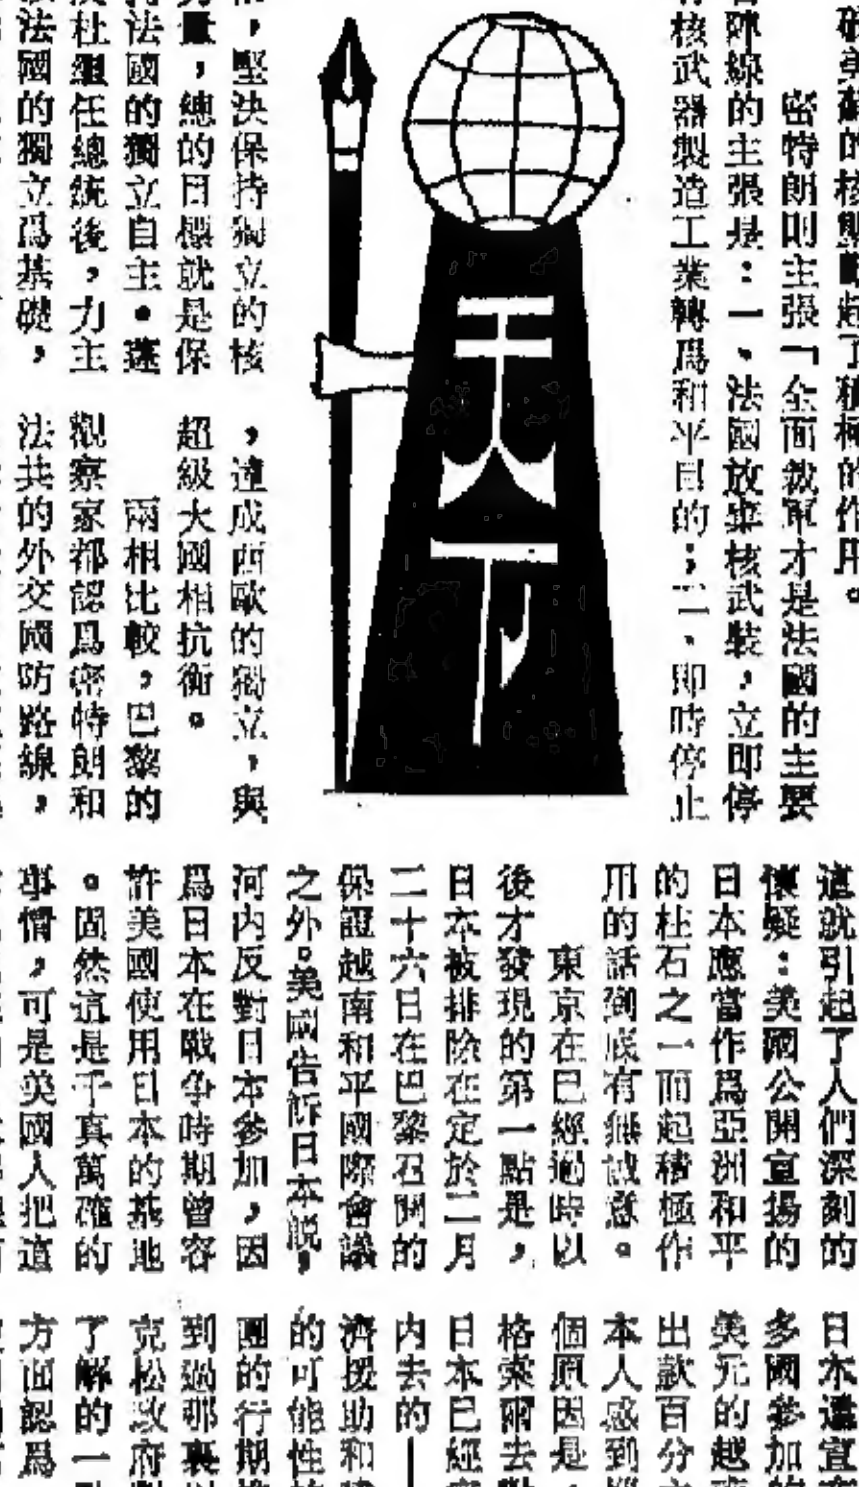 美蘇的核壟斷起了積極的作用。
密特朗則主張「全面裁軍才是法國的主要
陣線的主張是：一、法國放棄核武裝，立即停
核武器製造工業轉爲和平目的；二、即時停止
天下
，堅決保持獨立的核
量，總的目標就是保
法國的獨立自主。蓬
杜繼任總統後，力主
法國的獨立爲基礎，
，達成西歐的獨立，與
超級大國相抗衡。
兩相比較，巴黎的
觀察家都認爲密特朗和
法共的外交國防路線，
這就引起了人們深刻的
懷疑：美國公開宣揚的
日本應當作爲亞洲和平
的柱石之一而起積極作
用的話到底有無誠意。
東京在已經過時以
後才發現的第一點是，
日本被排除在定於二月
二十六日在巴黎召開的
保證越南和平國際會議
之外。美國告訴日本說，
河內反對日本參加，因
爲日本在戰爭時期曾容
許美國使用日本的基地
。固然這是千真萬確的
事情，可是美國人把這
日本還宣
多國參加
美元的越
出款百分
本人感到
個原因是，
格索爾去
日本已經
內去的—
濟援助和
的可能性
團的行期
到過那裏
克松政府
了解的一
方面認爲